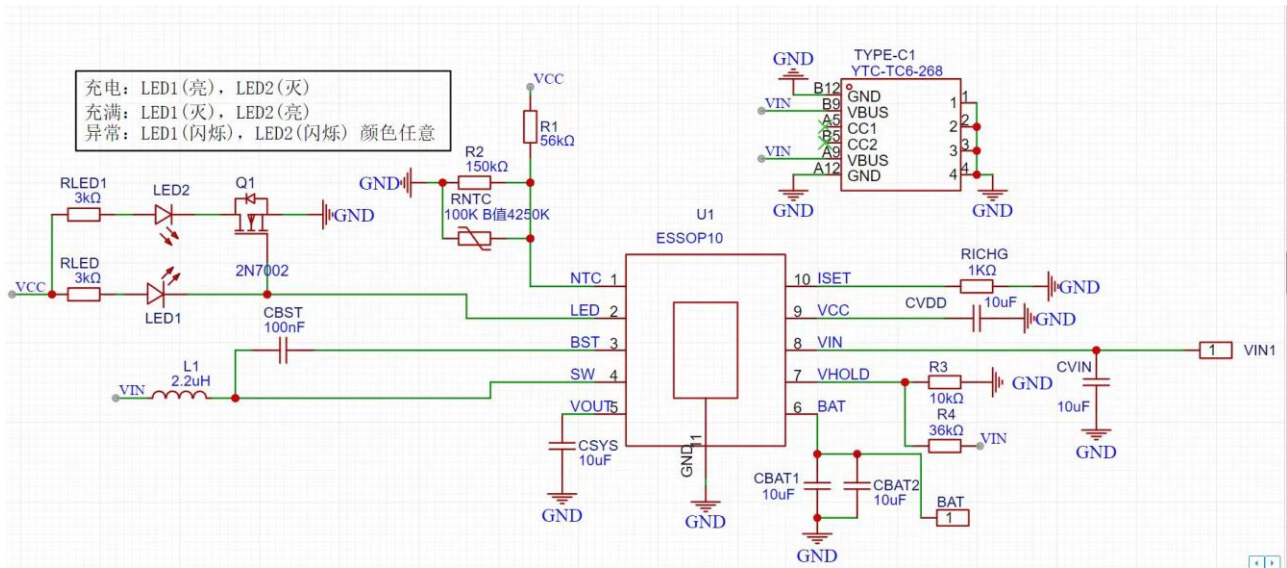 充电: LED1(亮), LED2(灭)
充满: LED1(灭), LED2(亮)
异常: LED1(闪烁), LED2(闪烁) 颜色任意
VCC
R1
56kΩ
R2
150kΩ
GND
RNTC
100K B值4250K
RLED1
3kΩ
LED2
Q1
GND
2N7002
VCC
RLED
3kΩ
LED1
CBST
100nF
L1
2.2uH
VIN
TYPE-C1
YTC-TC6-268
GND
B12
GND
VIN
B9
VBUS
A5
CC1
B5
CC2
VIN
A9
VBUS
A12
GND
GND
1
1
2
2
3
3
4
4
GND
U1
ESSOP10
NTC
1
LED
2
BST
3
SW
4
VOUT
5
CSYS
10uF
GND
GND
11
GND
10
ISET
RICHG
1KΩ
GND
9
VCC
CVDD
10uF
GND
8
VIN
1
VIN1
CVIN
10uF
GND
7
VHOLD
R3
10kΩ
GND
R4
36kΩ
VIN
6
BAT
CBAT1
10uF
CBAT2
10uF
BAT
1
GND